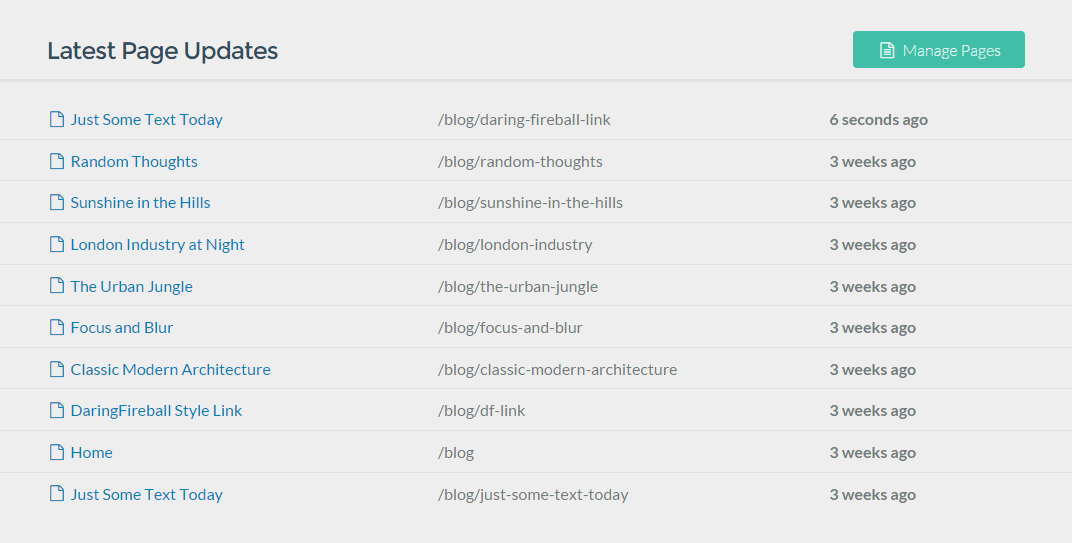 Latest Page Updates
Manage Pages
Just Some Text Today /blog/daring-fireball-link 6 seconds ago
Random Thoughts /blog/random-thoughts 3 weeks ago
Sunshine in the Hills /blog/sunshine-in-the-hills 3 weeks ago
London Industry at Night /blog/london-industry 3 weeks ago
The Urban Jungle /blog/the-urban-jungle 3 weeks ago
Focus and Blur /blog/focus-and-blur 3 weeks ago
Classic Modern Architecture /blog/classic-modern-architecture 3 weeks ago
DaringFireball Style Link /blog/df-link 3 weeks ago
Home /blog 3 weeks ago
Just Some Text Today /blog/just-some-text-today 3 weeks ago